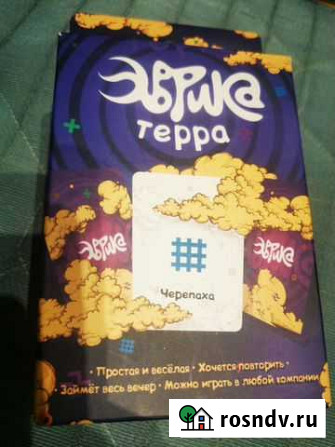 Эврика
терра
Эврика
Эврика
Черепаха
· Простая и весёлая · Хочется повторить ·
· Займёт весь вечер · Можно играть в любой компании
rosndv.ru